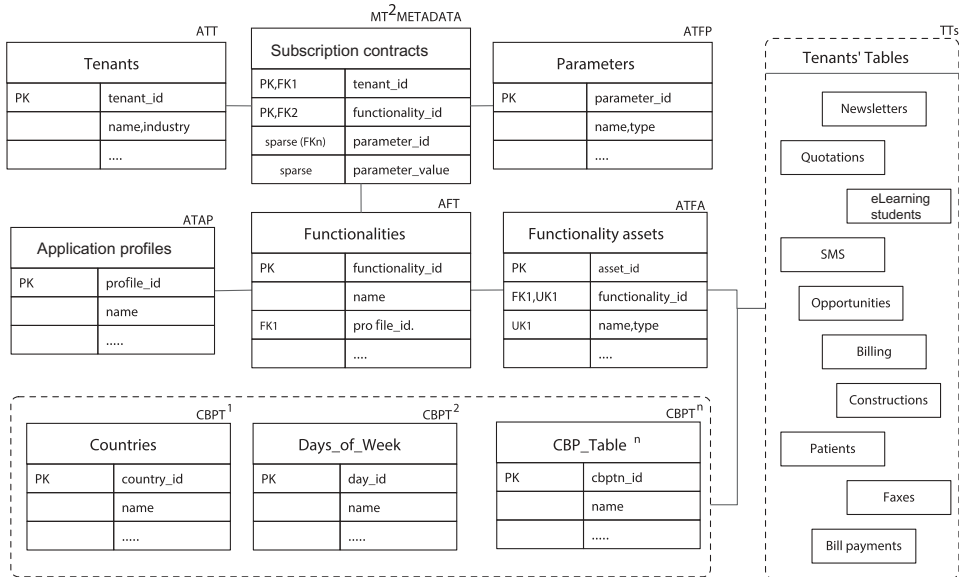 ATT
Tenants
PK tenant_id
name,industry
....
MT2METADATA
Subscription contracts
PK,FK1 tenant_id
PK,FK2 functionality_id
sparse (FKn) parameter_id
sparse parameter_value
ATFP
Parameters
PK parameter_id
name,type
....
ATAP
Application profiles
PK profile_id
name
.....
AFT
Functionalities
PK functionality_id
name
FK1 pro file_id.
....
ATFA
Functionality assets
PK asset_id
FK1,UK1 functionality_id
UK1 name,type
....
CBPT1
Countries
PK country_id
name
.....
CBPT2
Days_of_Week
PK day_id
name
.....
CBPTn
CBP_Table n
PK cbptn_id
name
.....
TTs
Tenants' Tables
Newsletters
Quotations
eLearning
students
SMS
Opportunities
Billing
Constructions
Patients
Faxes
Bill payments